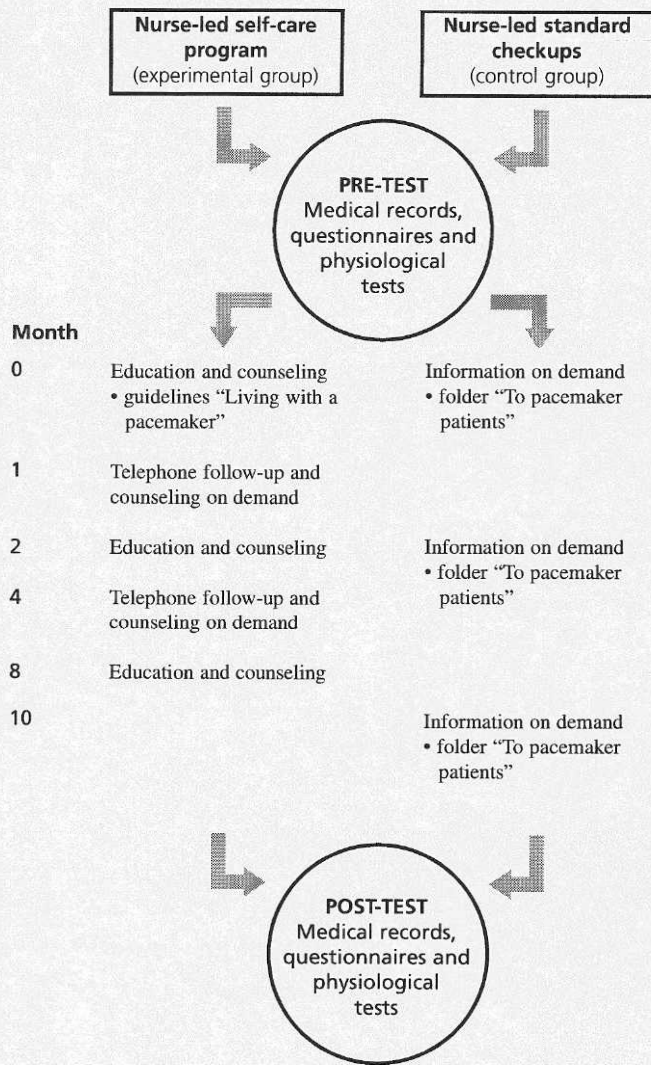 Nurse-led self-care
program
(experimental group)
Nurse-led standard
checkups
(control group)
PRE-TEST
Medical records,
questionnaires and
physiological
tests
Month
0
Education and counseling
• guidelines “Living with a
pacemaker”
Information on demand
• folder “To pacemaker
patients”
1
Telephone follow-up and
counseling on demand
2
Education and counseling
Information on demand
• folder “To pacemaker
patients”
4
Telephone follow-up and
counseling on demand
8
Education and counseling
10
Information on demand
• folder “To pacemaker
patients”
POST-TEST
Medical records,
questionnaires and
physiological
tests